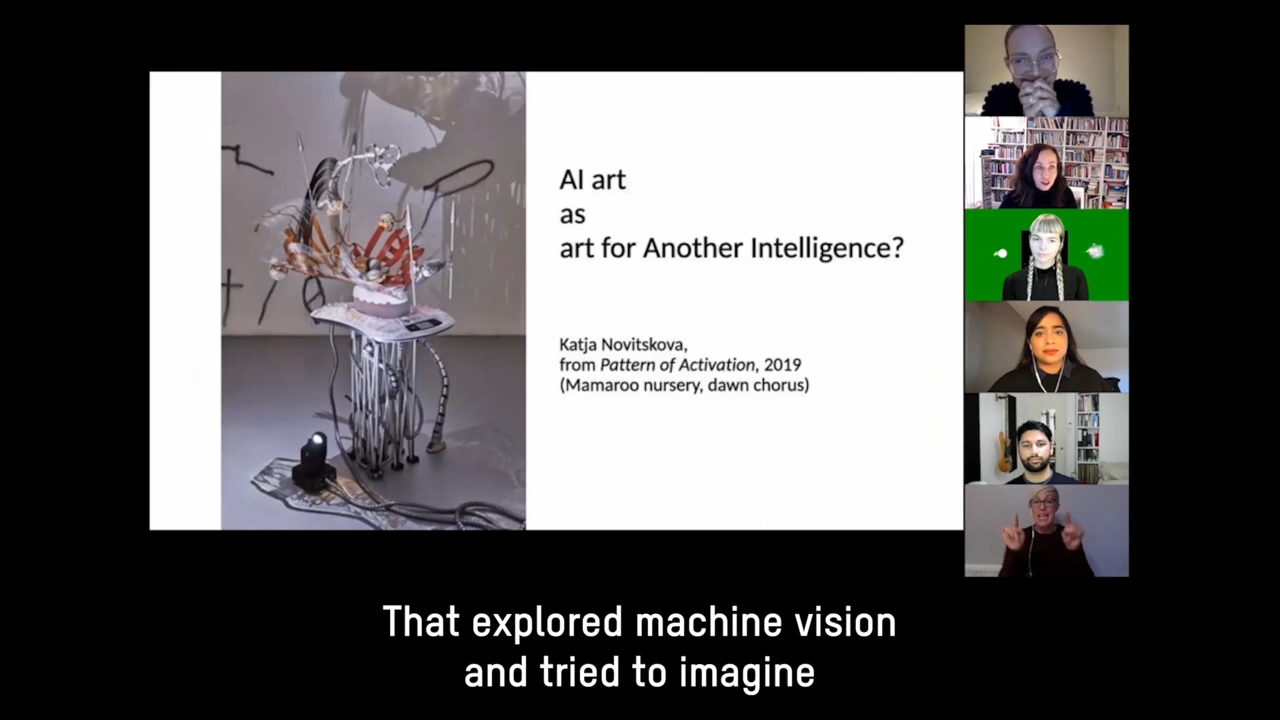 AI art
as
art for Another Intelligence?
Katja Novitskova,
from Pattern of Activation, 2019
(Mamaroo nursery, dawn chorus)
That explored machine vision
and tried to imagine